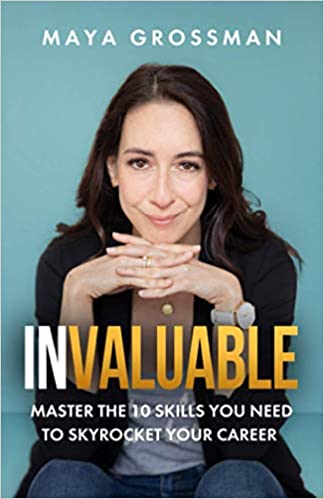 MAYA GROSSMAN
INVALUABLE
MASTER THE 10 SKILLS YOU NEED
TO SKYROCKET YOUR CAREER